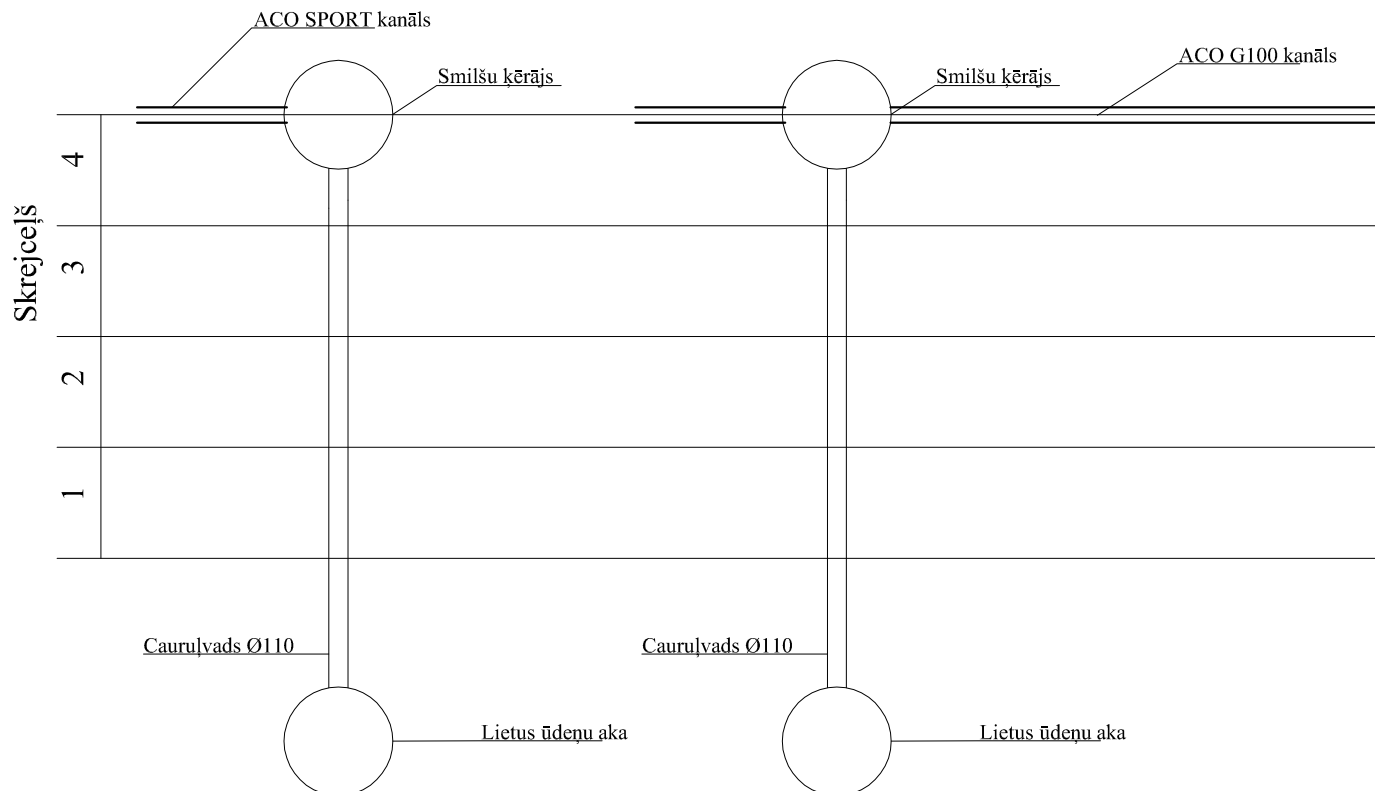 ACO SPORT kanāls
Smilšu ķērājs
Smilšu ķērājs
ACO G100 kanāls
Skrejceļš
4
3
2
1
Cauruļvads Ø110
Cauruļvads Ø110
Lietus ūdeņu aka
Lietus ūdeņu aka